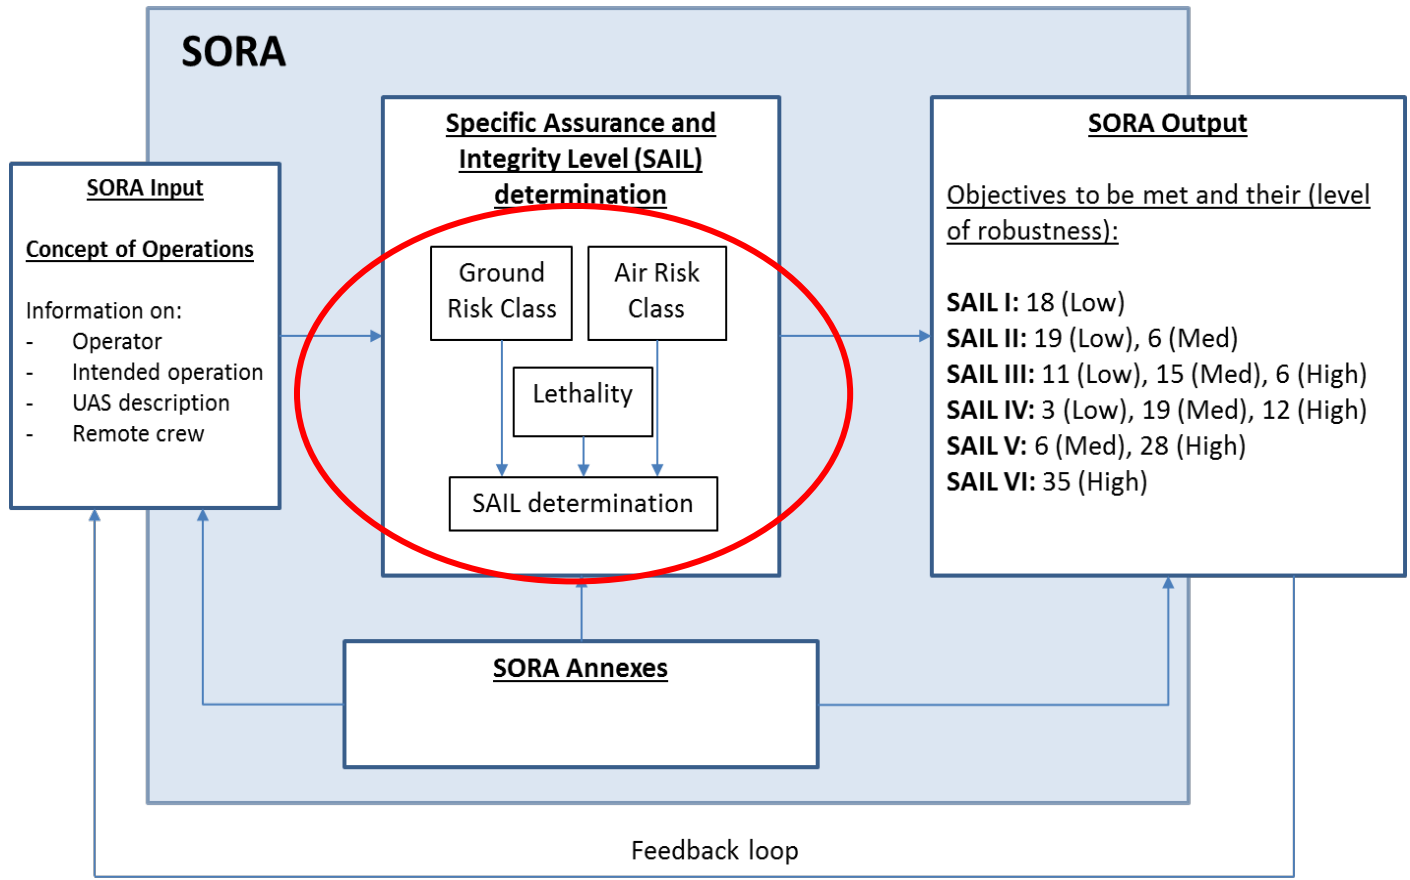 SORA
SORA Input
Concept of Operations
Information on:
- Operator
- Intended operation
- UAS description
- Remote crew
Specific Assurance and
Integrity Level (SAIL)
determination
Ground
Risk Class
Air Risk
Class
Lethality
SAIL determination
SORA Output
Objectives to be met and their (level
of robustness):
SAIL I: 18 (Low)
SAIL II: 19 (Low), 6 (Med)
SAIL III: 11 (Low), 15 (Med), 6 (High)
SAIL IV: 3 (Low), 19 (Med), 12 (High)
SAIL V: 6 (Med), 28 (High)
SAIL VI: 35 (High)
SORA Annexes
Feedback loop